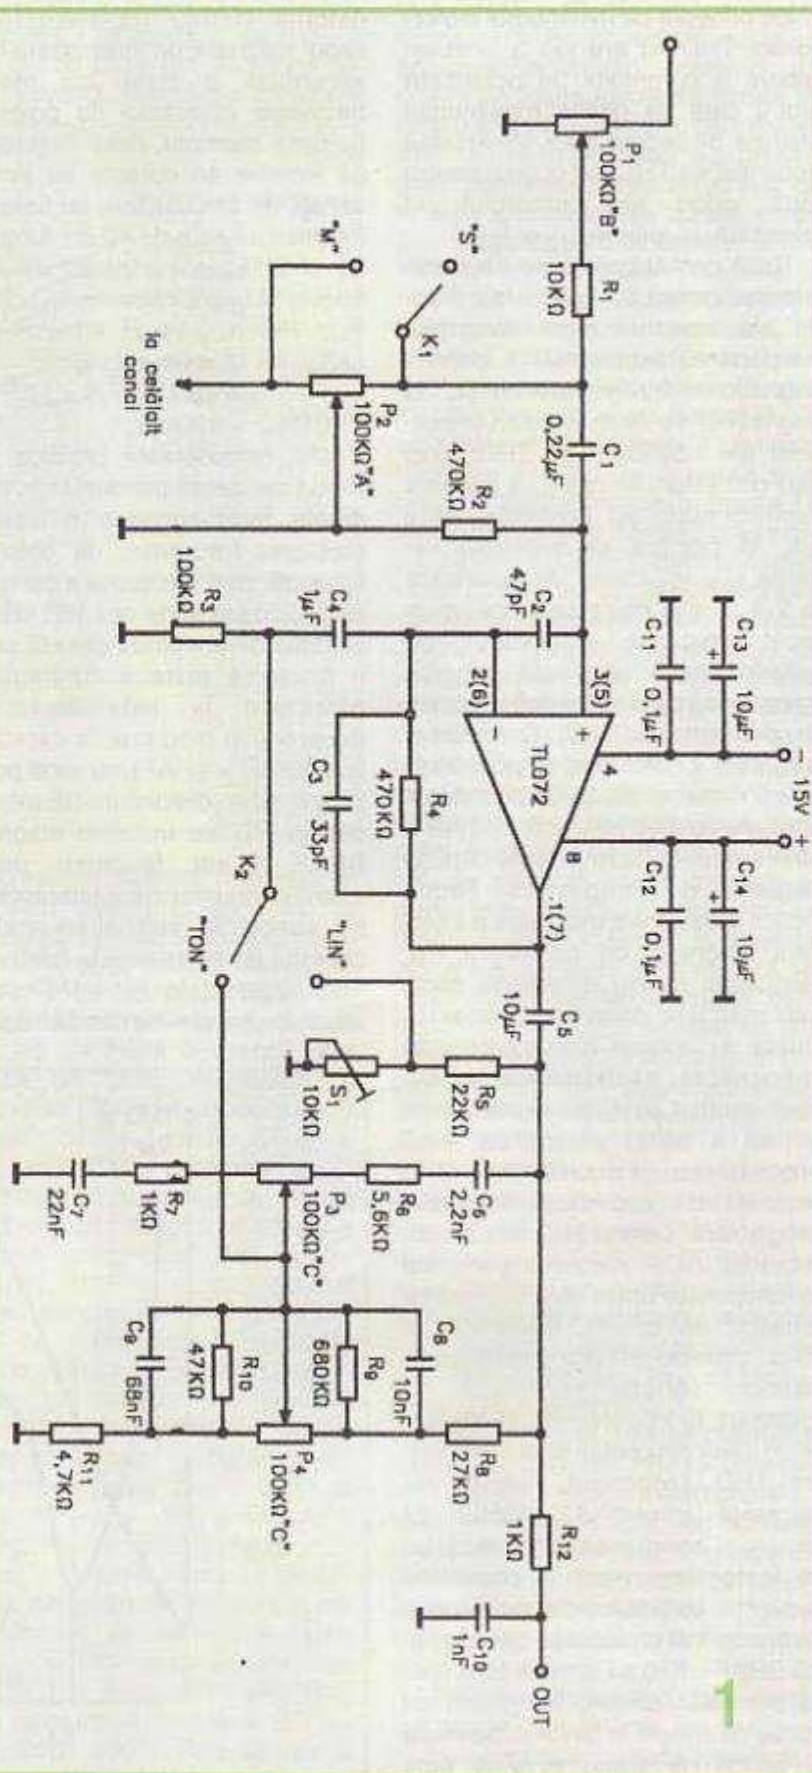 P1
100KΩ"B"
R1
10KΩ
"S"
"M"
K1
la celălalt
canal
P2
100KΩ"A"
C1
0,22µF
R2
470KΩ
C2
47pF
C4
1µF
R3
100KΩ
3(5)
2(6)
+
−
TL072
4
8
1(7)
C13
+
10µF
C11
0,1µF
−
15V
+
C14
+
10µF
C12
0,1µF
R4
470KΩ
C3
33pF
K2
"TON"
"LIN"
C5
10µF
R5
22KΩ
S1
10KΩ
C6
2,2nF
R6
5,6KΩ
P3
100KΩ"C"
R7
1KΩ
C7
22nF
C8
10nF
R9
680KΩ
R10
47KΩ
C9
68nF
R8
27KΩ
P4
100KΩ"C"
R11
4,7KΩ
R12
1KΩ
C10
1nF
OUT
1